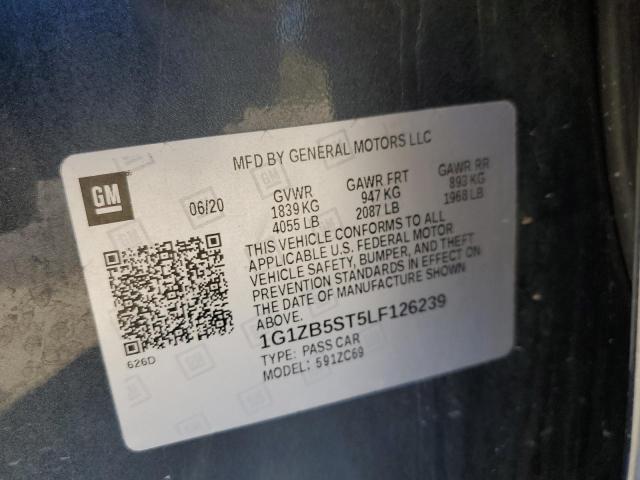 MFD BY GENERAL MOTORS LLC
GM
06/20 GVWR GAWR FRT GAWR RR
1839 KG 947 KG 893 KG
4055 LB 2087 LB 1968 LB
THIS VEHICLE CONFORMS TO ALL
APPLICABLE U.S. FEDERAL MOTOR
VEHICLE SAFETY, BUMPER, AND THEFT
PREVENTION STANDARDS IN EFFECT ON
THE DATE OF MANUFACTURE SHOWN
ABOVE.
1G1ZB5ST5LF126239
TYPE: PASS CAR
MODEL: 591ZC69
626D